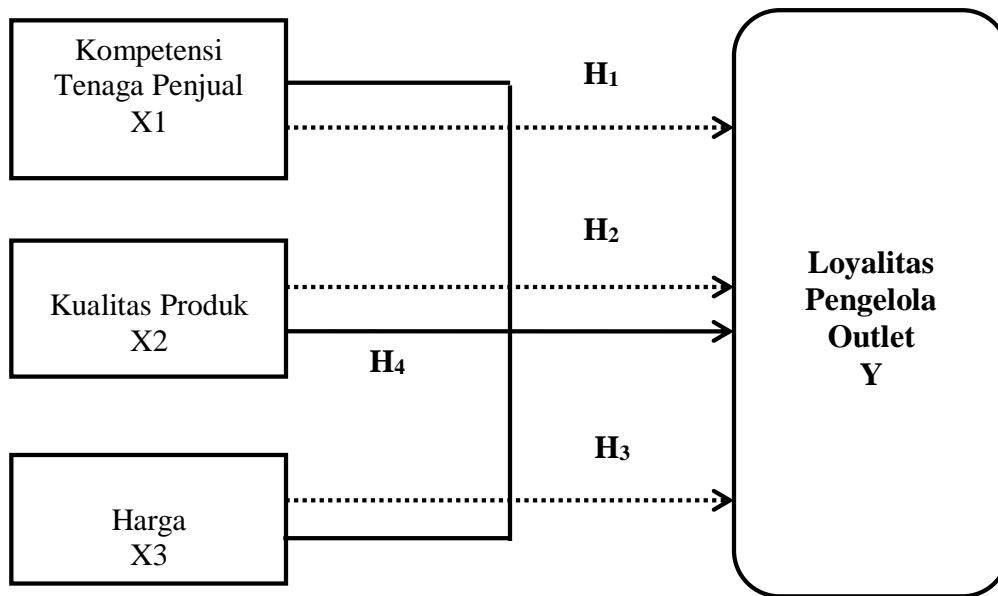 Kompetensi
Tenaga Penjual
X1
H₁
Kualitas Produk
X2
H₂
H₄
Harga
X3
H₃
Loyalitas
Pengelola
Outlet
Y